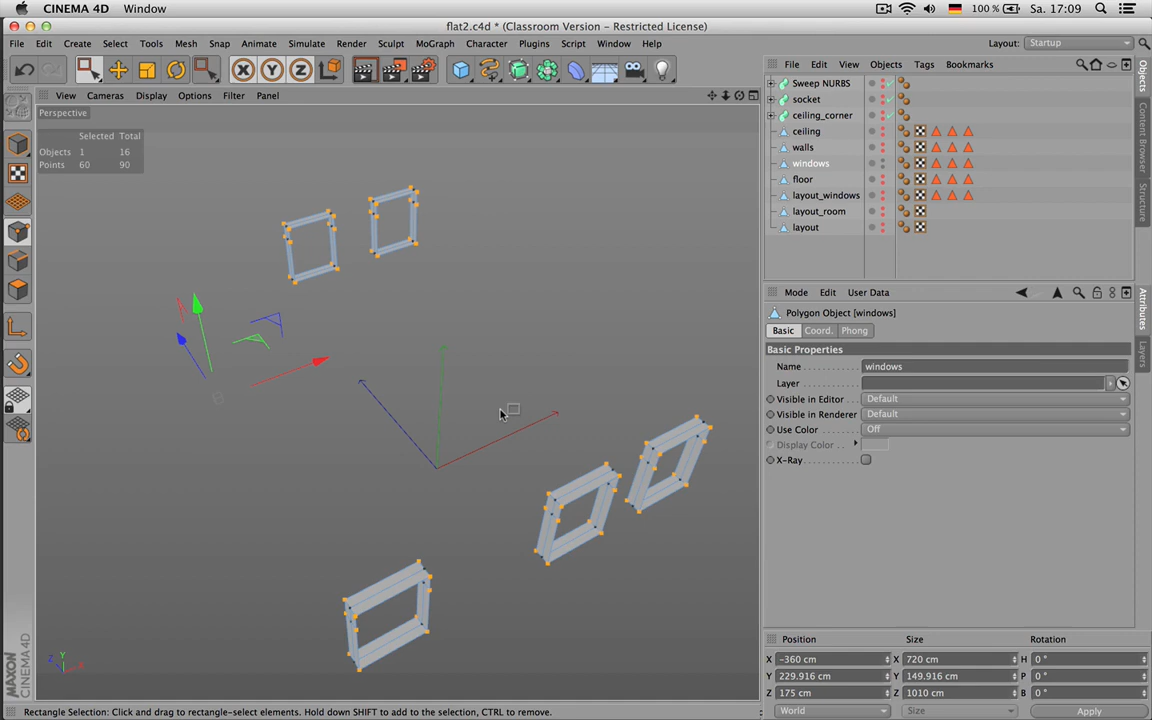 CINEMA 4D Window 100 % Sa. 17:09
flat2.c4d * (Classroom Version - Restricted License)
File Edit Create Select Tools Mesh Snap Animate Simulate Render Sculpt MoGraph Character Plugins Script Window Help Layout: Startup
X Y Z
View Cameras Display Options Filter Panel
File Edit View Objects Tags Bookmarks
Perspective
Selected Total
Objects 1 16
Points 60 90
Sweep NURBS
socket
ceiling_corner
ceiling
walls
windows
floor
layout_windows
layout_room
layout
Objects
Content Browser
Structure
Mode Edit User Data
Polygon Object [windows]
Basic Coord. Phong
Basic Properties
Name windows
Layer
Visible in Editor Default
Visible in Renderer Default
Use Color Off
Display Color
X-Ray
Attributes
Layers
Position Size Rotation
X -360 cm X 720 cm H 0 °
Y 229.916 cm Y 149.916 cm P 0 °
Z 175 cm Z 1010 cm B 0 °
World Size Apply
Z Y X
MAXON CINEMA 4D
Rectangle Selection: Click and drag to rectangle-select elements. Hold down SHIFT to add to the selection, CTRL to remove.